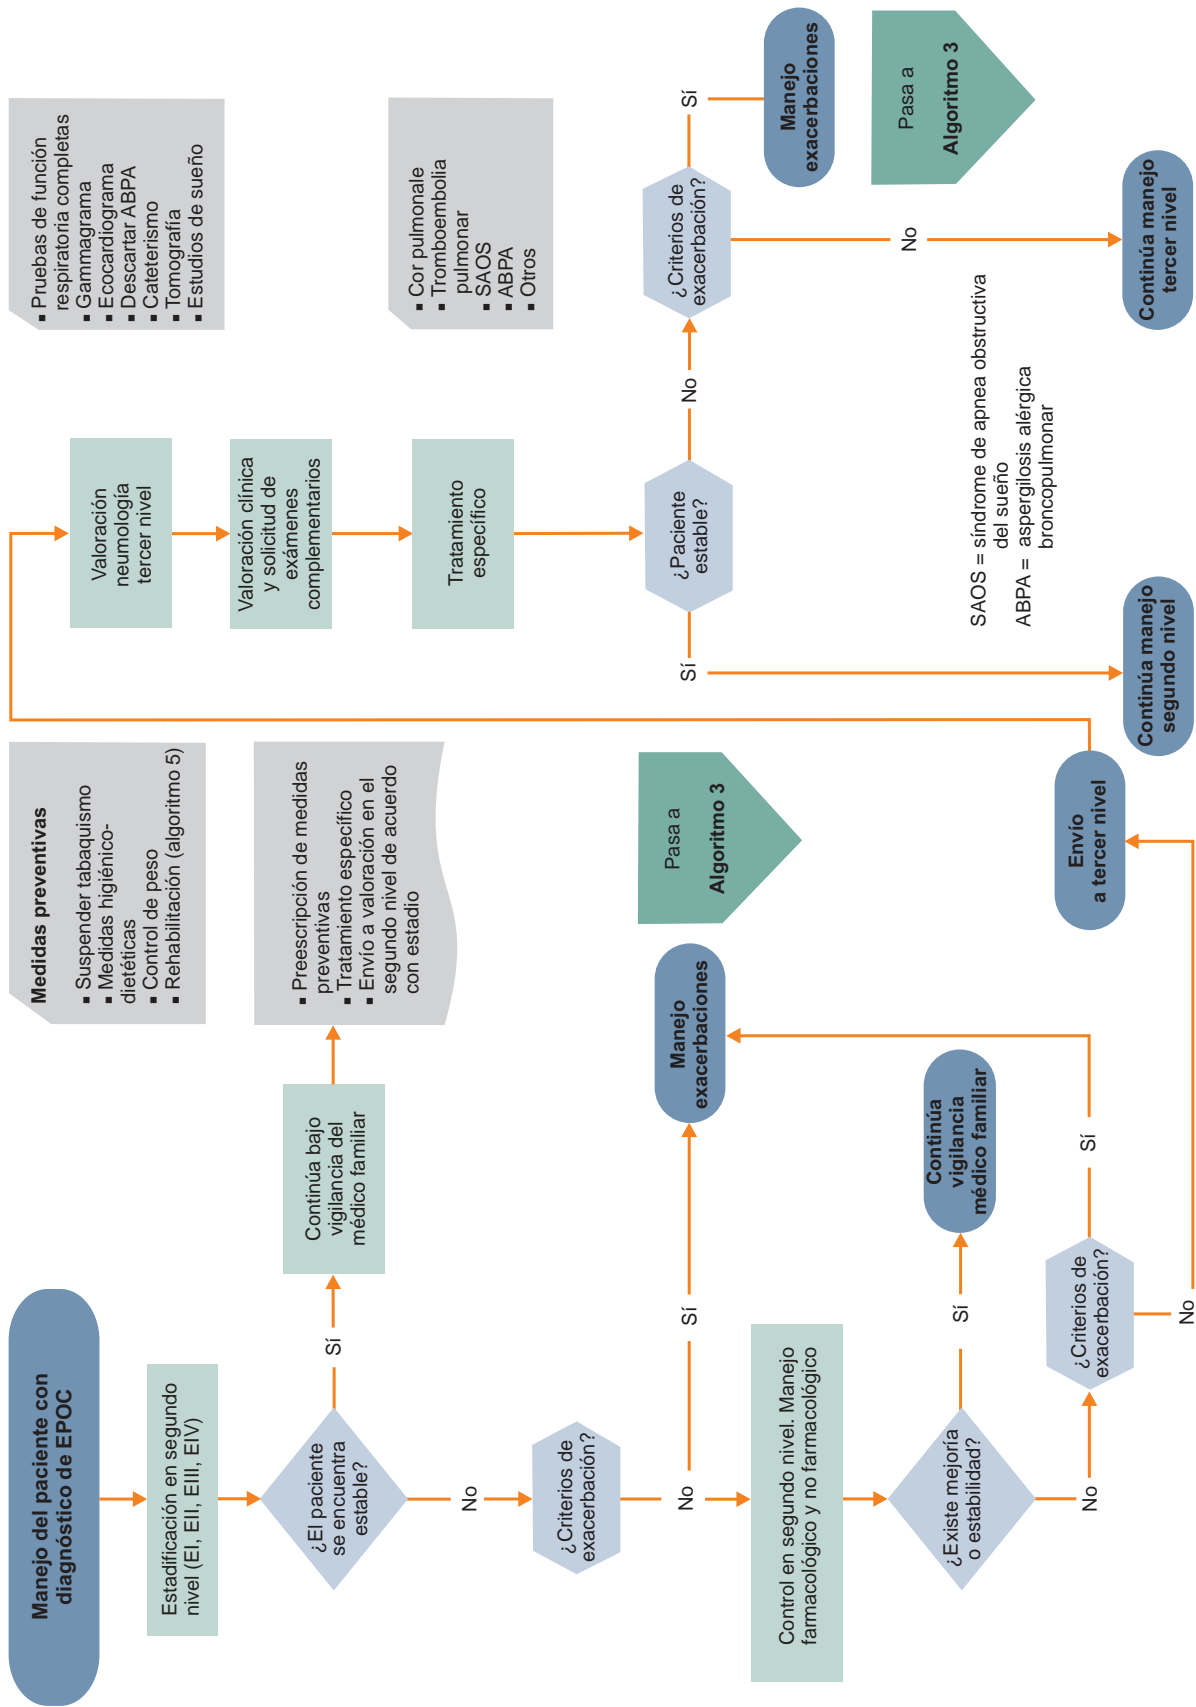 Manejo del paciente con
diagnóstico de EPOC
Estadificación en segundo
nivel (EI, EII, EIII, EIV)
¿El paciente
se encuentra
estable?
Sí
No
Continúa bajo
vigilancia del
médico familiar
Medidas preventivas
▪ Suspender tabaquismo
▪ Medidas higiénico-
dietéticas
▪ Control de peso
▪ Rehabilitación (algoritmo 5)
▪ Preescripción de medidas
preventivas
▪ Tratamiento específico
▪ Envío a valoración en el
segundo nivel de acuerdo
con estadio
¿Criterios de
exacerbación?
Sí
No
Manejo
exacerbaciones
Pasa a
Algoritmo 3
Control en segundo nivel. Manejo
farmacológico y no farmacológico
¿Existe mejoría
o estabilidad?
Sí
No
Continúa
vigilancia
médico familiar
¿Criterios de
exacerbación?
Sí
No
Envío
a tercer nivel
Valoración
neumología
tercer nivel
▪ Pruebas de función
respiratoria completas
▪ Gammagrama
▪ Ecocardiograma
▪ Descartar ABPA
▪ Cateterismo
▪ Tomografía
▪ Estudios de sueño
Valoración clínica
y solicitud de
exámenes
complementarios
Tratamiento
específico
▪ Cor pulmonale
▪ Tromboembolia
pulmonar
▪ SAOS
▪ ABPA
▪ Otros
¿Paciente
estable?
Sí
No
¿Criterios de
exacerbación?
Sí
No
Manejo
exacerbaciones
Pasa a
Algoritmo 3
SAOS = síndrome de apnea obstructiva
del sueño
ABPA = aspergilosis alérgica
broncopulmonar
Continúa manejo
segundo nivel
Continúa manejo
tercer nivel